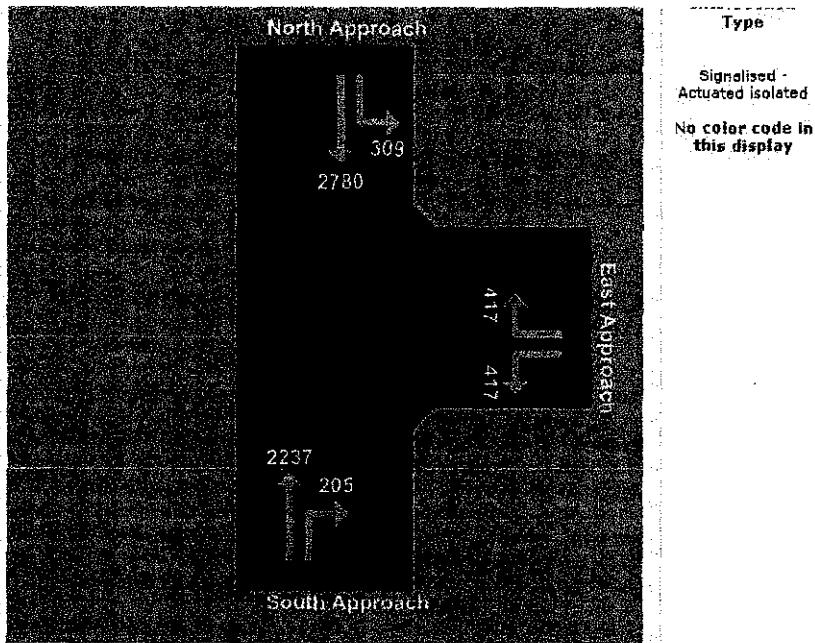 North Approach
309
2780
417
417
East Approach
2237
205
South Approach
Type
Signalised -
Actuated isolated
No color code in
this display